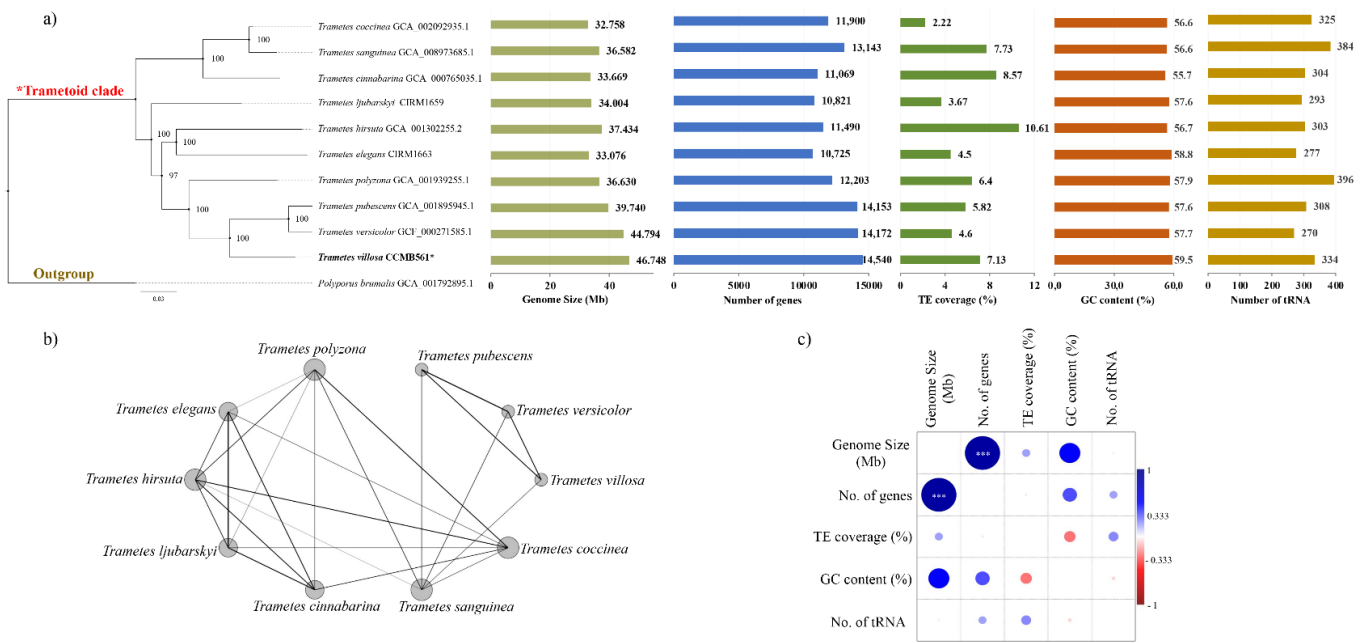 a)
Trametes coccinea GCA_002092935.1 32.758 11,900 2.22 56.6 325
100
Trametes sanguinea GCA_008973685.1 36.582 13,143 7.73 56.6 384
100
Trametes cinnabarina GCA_000765035.1 33.669 11,069 8.57 55.7 304
*Trametoid clade
100
Trametes ljubarskyi CIRM1659 34.004 10,821 3.67 57.6 293
Trametes hirsuta GCA_001302255.2 37.434 11,490 10.61 56.7 303
100
100
Trametes elegans CIRM1663 33.076 10,725 4.5 58.8 277
97
Trametes polyzona GCA_001939255.1 36.630 12,203 6.4 57.9 396
100
Trametes pubescens GCA_001895945.1 39.740 14,153 5.82 57.6 308
100
Trametes versicolor GCF_000271585.1 44.794 14,172 4.6 57.7 270
100
Trametes villosa CCMB561* 46.748 14,540 7.13 59.5 334
Outgroup
Polyporus brumalis GCA_001792895.1
0.03
0 5000 10000 15000 0 3 6 9 12 0,0 60,0 0 100 200 300 400
Genome Size (Mb) Number of genes TE coverage (%) GC content (%) Number of tRNA
b)
Trametes polyzona
Trametes pubescens
Trametes elegans
Trametes versicolor
Trametes hirsuta
Trametes villosa
Trametes ljubarskyi
Trametes coccinea
Trametes cinnabarina
Trametes sanguinea
c)
Genome Size
(Mb)
No. of genes
TE coverage (%)
GC content (%)
No. of tRNA
Genome Size
(Mb)
***
No. of genes
***
TE coverage (%)
GC content (%)
No. of tRNA
1
0.333
- 0.333
- 1